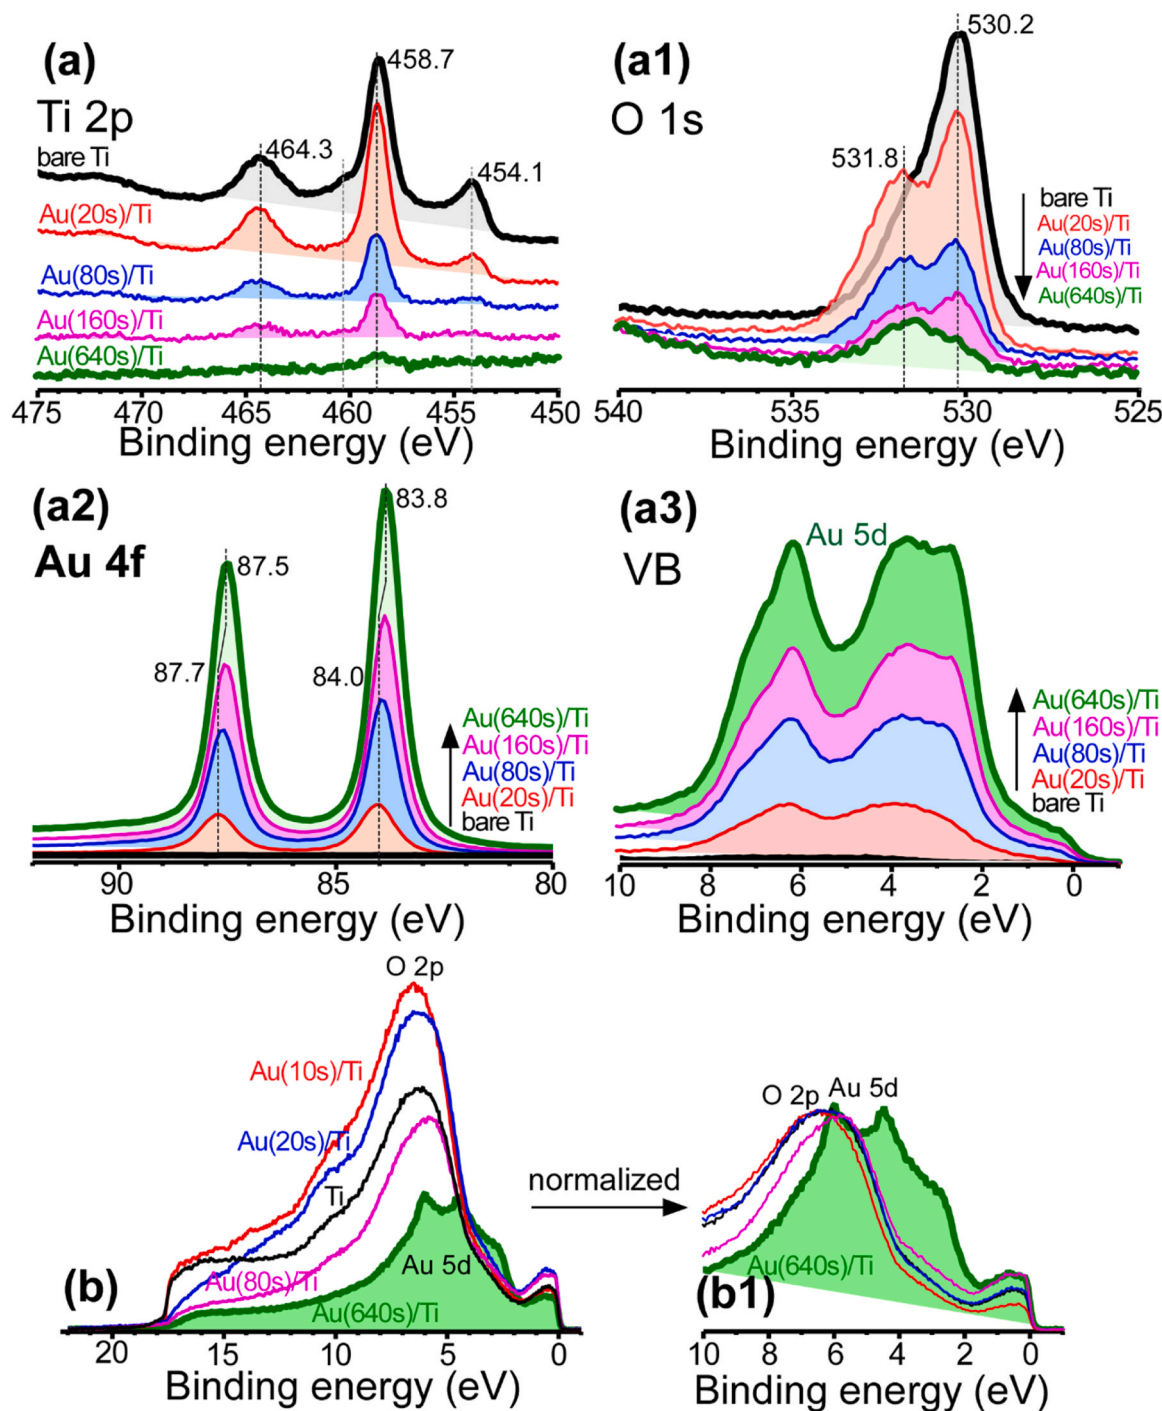 (a)
Ti 2p
bare Ti
458.7
464.3
454.1
Au(20s)/Ti
Au(80s)/Ti
Au(160s)/Ti
Au(640s)/Ti
475 470 465 460 455 450
Binding energy (eV)
(a1)
O 1s
530.2
531.8
bare Ti
Au(20s)/Ti
Au(80s)/Ti
Au(160s)/Ti
Au(640s)/Ti
540 535 530 525
Binding energy (eV)
(a2)
Au 4f
83.8
87.5
87.7
84.0
Au(640s)/Ti
Au(160s)/Ti
Au(80s)/Ti
Au(20s)/Ti
bare Ti
90 85 80
Binding energy (eV)
(a3)
VB
Au 5d
Au(640s)/Ti
Au(160s)/Ti
Au(80s)/Ti
Au(20s)/Ti
bare Ti
10 8 6 4 2 0
Binding energy (eV)
O 2p
Au(10s)/Ti
Au(20s)/Ti
Ti
Au(80s)/Ti
Au 5d
Au(640s)/Ti
(b)
20 15 10 5 0
Binding energy (eV)
normalized
O 2p Au 5d
Au(640s)/Ti
(b1)
10 8 6 4 2 0
Binding energy (eV)